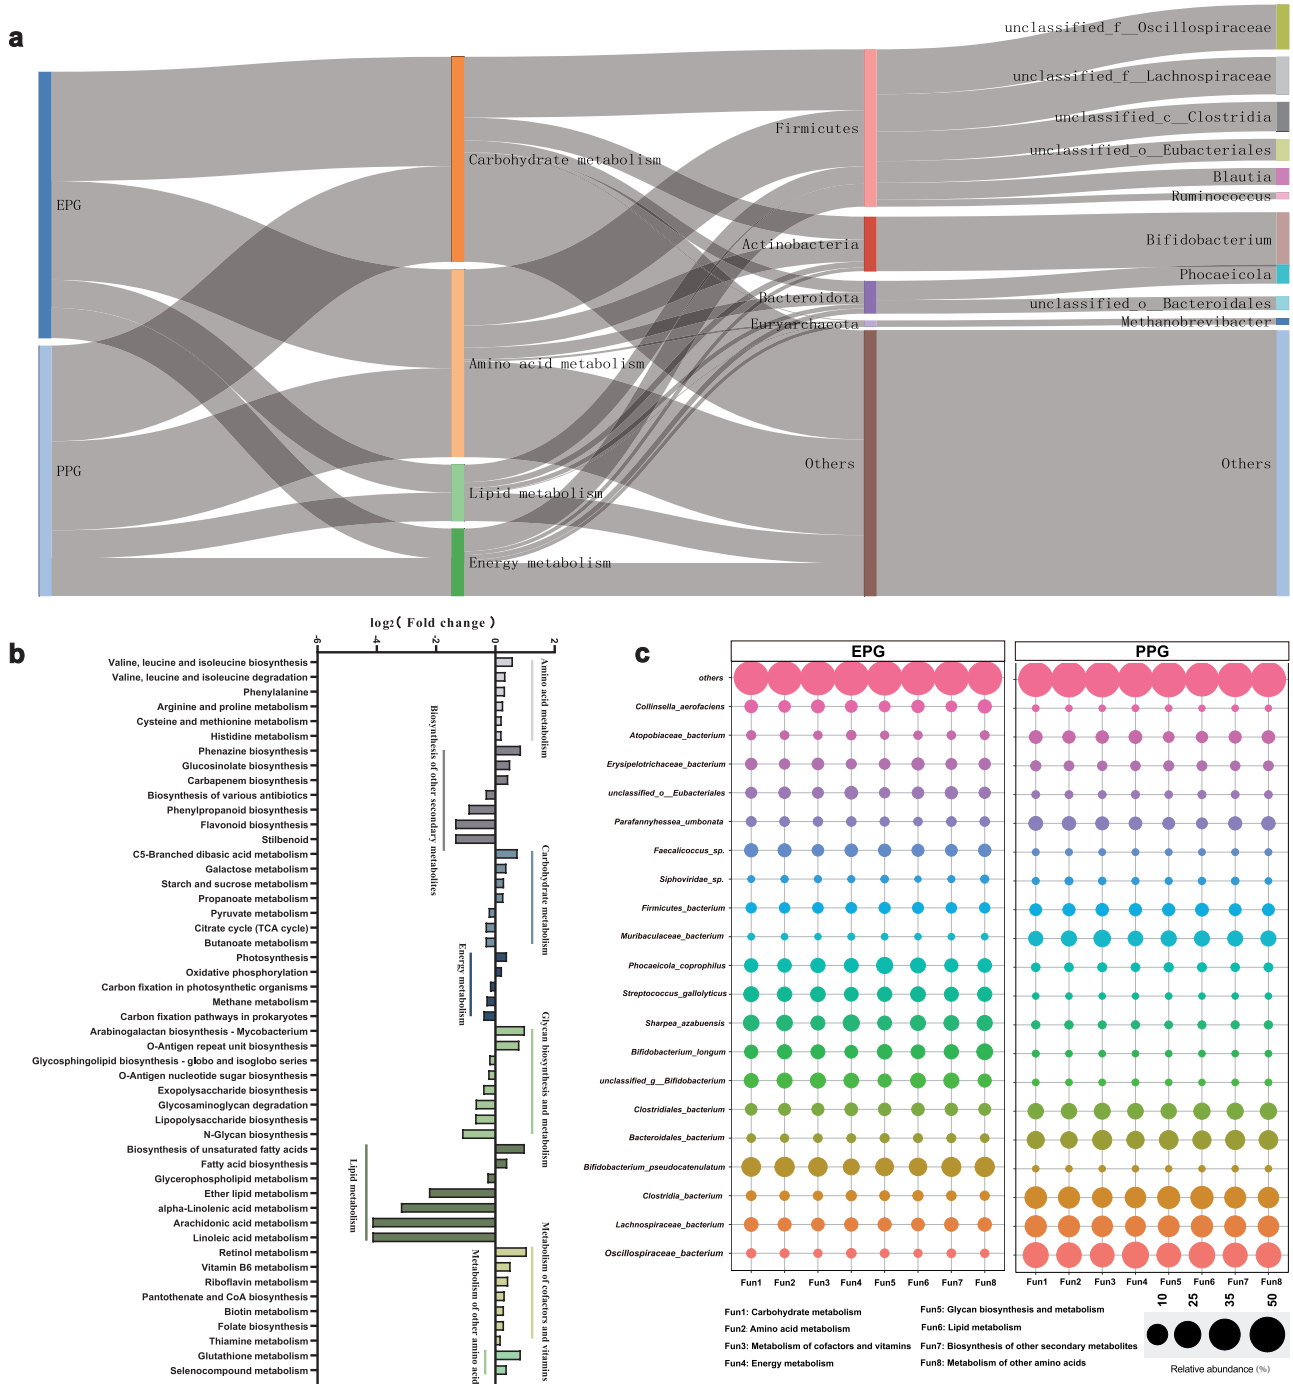 a
unclassified_f__Oscillospiraceae
unclassified_f__Lachnospiraceae
unclassified_c__Clostridia
Firmicutes
unclassified_o__Eubacteriales
Carbohydrate metabolism
Blautia
Ruminococcus
EPG
Actinobacteria
Bifidobacterium
Phocaeicola
Bacteroidota
unclassified_o__Bacteroidales
Euryarchaeota
Methanobrevibacter
Amino acid metabolism
PPG
Others
Others
Lipid metabolism
Energy metabolism
b
log2( Fold change )
-6
-4
-2
0
2
Valine, leucine and isoleucine biosynthesis
Valine, leucine and isoleucine degradation
Phenylalanine
Arginine and proline metabolism
Cysteine and methionine metabolism
Histidine metabolism
Phenazine biosynthesis
Glucosinolate biosynthesis
Carbapenem biosynthesis
Biosynthesis of various antibiotics
Phenylpropanoid biosynthesis
Flavonoid biosynthesis
Stilbenoid
C5-Branched dibasic acid metabolism
Galactose metabolism
Starch and sucrose metabolism
Propanoate metabolism
Pyruvate metabolism
Citrate cycle (TCA cycle)
Butanoate metabolism
Photosynthesis
Oxidative phosphorylation
Carbon fixation in photosynthetic organisms
Methane metabolism
Carbon fixation pathways in prokaryotes
Arabinogalactan biosynthesis - Mycobacterium
O-Antigen repeat unit biosynthesis
Glycosphingolipid biosynthesis - globo and isoglobo series
O-Antigen nucleotide sugar biosynthesis
Exopolysaccharide biosynthesis
Glycosaminoglycan degradation
Lipopolysaccharide biosynthesis
N-Glycan biosynthesis
Biosynthesis of unsaturated fatty acids
Fatty acid biosynthesis
Glycerophospholipid metabolism
Ether lipid metabolism
alpha-Linolenic acid metabolism
Arachidonic acid metabolism
Linoleic acid metabolism
Retinol metabolism
Vitamin B6 metabolism
Riboflavin metabolism
Pantothenate and CoA biosynthesis
Biotin metabolism
Folate biosynthesis
Thiamine metabolism
Glutathione metabolism
Selenocompound metabolism
Amino acid metabolism
Biosynthesis of other secondary metabolites
Carbohydrate metabolism
Energy metabolism
Glycan biosynthesis and metabolism
Lipid metabolism
Metabolism of cofactors and vitamins
Metabolism of other amino acid
c
EPG
PPG
others
Collinsella_aerofaciens
Atopobiaceae_bacterium
Erysipelotrichaceae_bacterium
unclassified_o__Eubacteriales
Parafannyhessea_umbonata
Faecalicoccus_sp.
Siphoviridae_sp.
Firmicutes_bacterium
Muribaculaceae_bacterium
Phocaeicola_coprophilus
Streptococcus_gallolyticus
Sharpea_azabuensis
Bifidobacterium_longum
unclassified_g__Bifidobacterium
Clostridiales_bacterium
Bacteroidales_bacterium
Bifidobacterium_pseudocatenulatum
Clostridia_bacterium
Lachnospiraceae_bacterium
Oscillospiraceae_bacterium
Fun1 Fun2 Fun3 Fun4 Fun5 Fun6 Fun7 Fun8
Fun1 Fun2 Fun3 Fun4 Fun5 Fun6 Fun7 Fun8
Fun1: Carbohydrate metabolism
Fun2: Amino acid metabolism
Fun3: Metabolism of cofactors and vitamins
Fun4: Energy metabolism
Fun5: Glycan biosynthesis and metabolism
Fun6: Lipid metabolism
Fun7: Biosynthesis of other secondary metabolites
Fun8: Metabolism of other amino acids
10 25 35 50
Relative abundance (%)